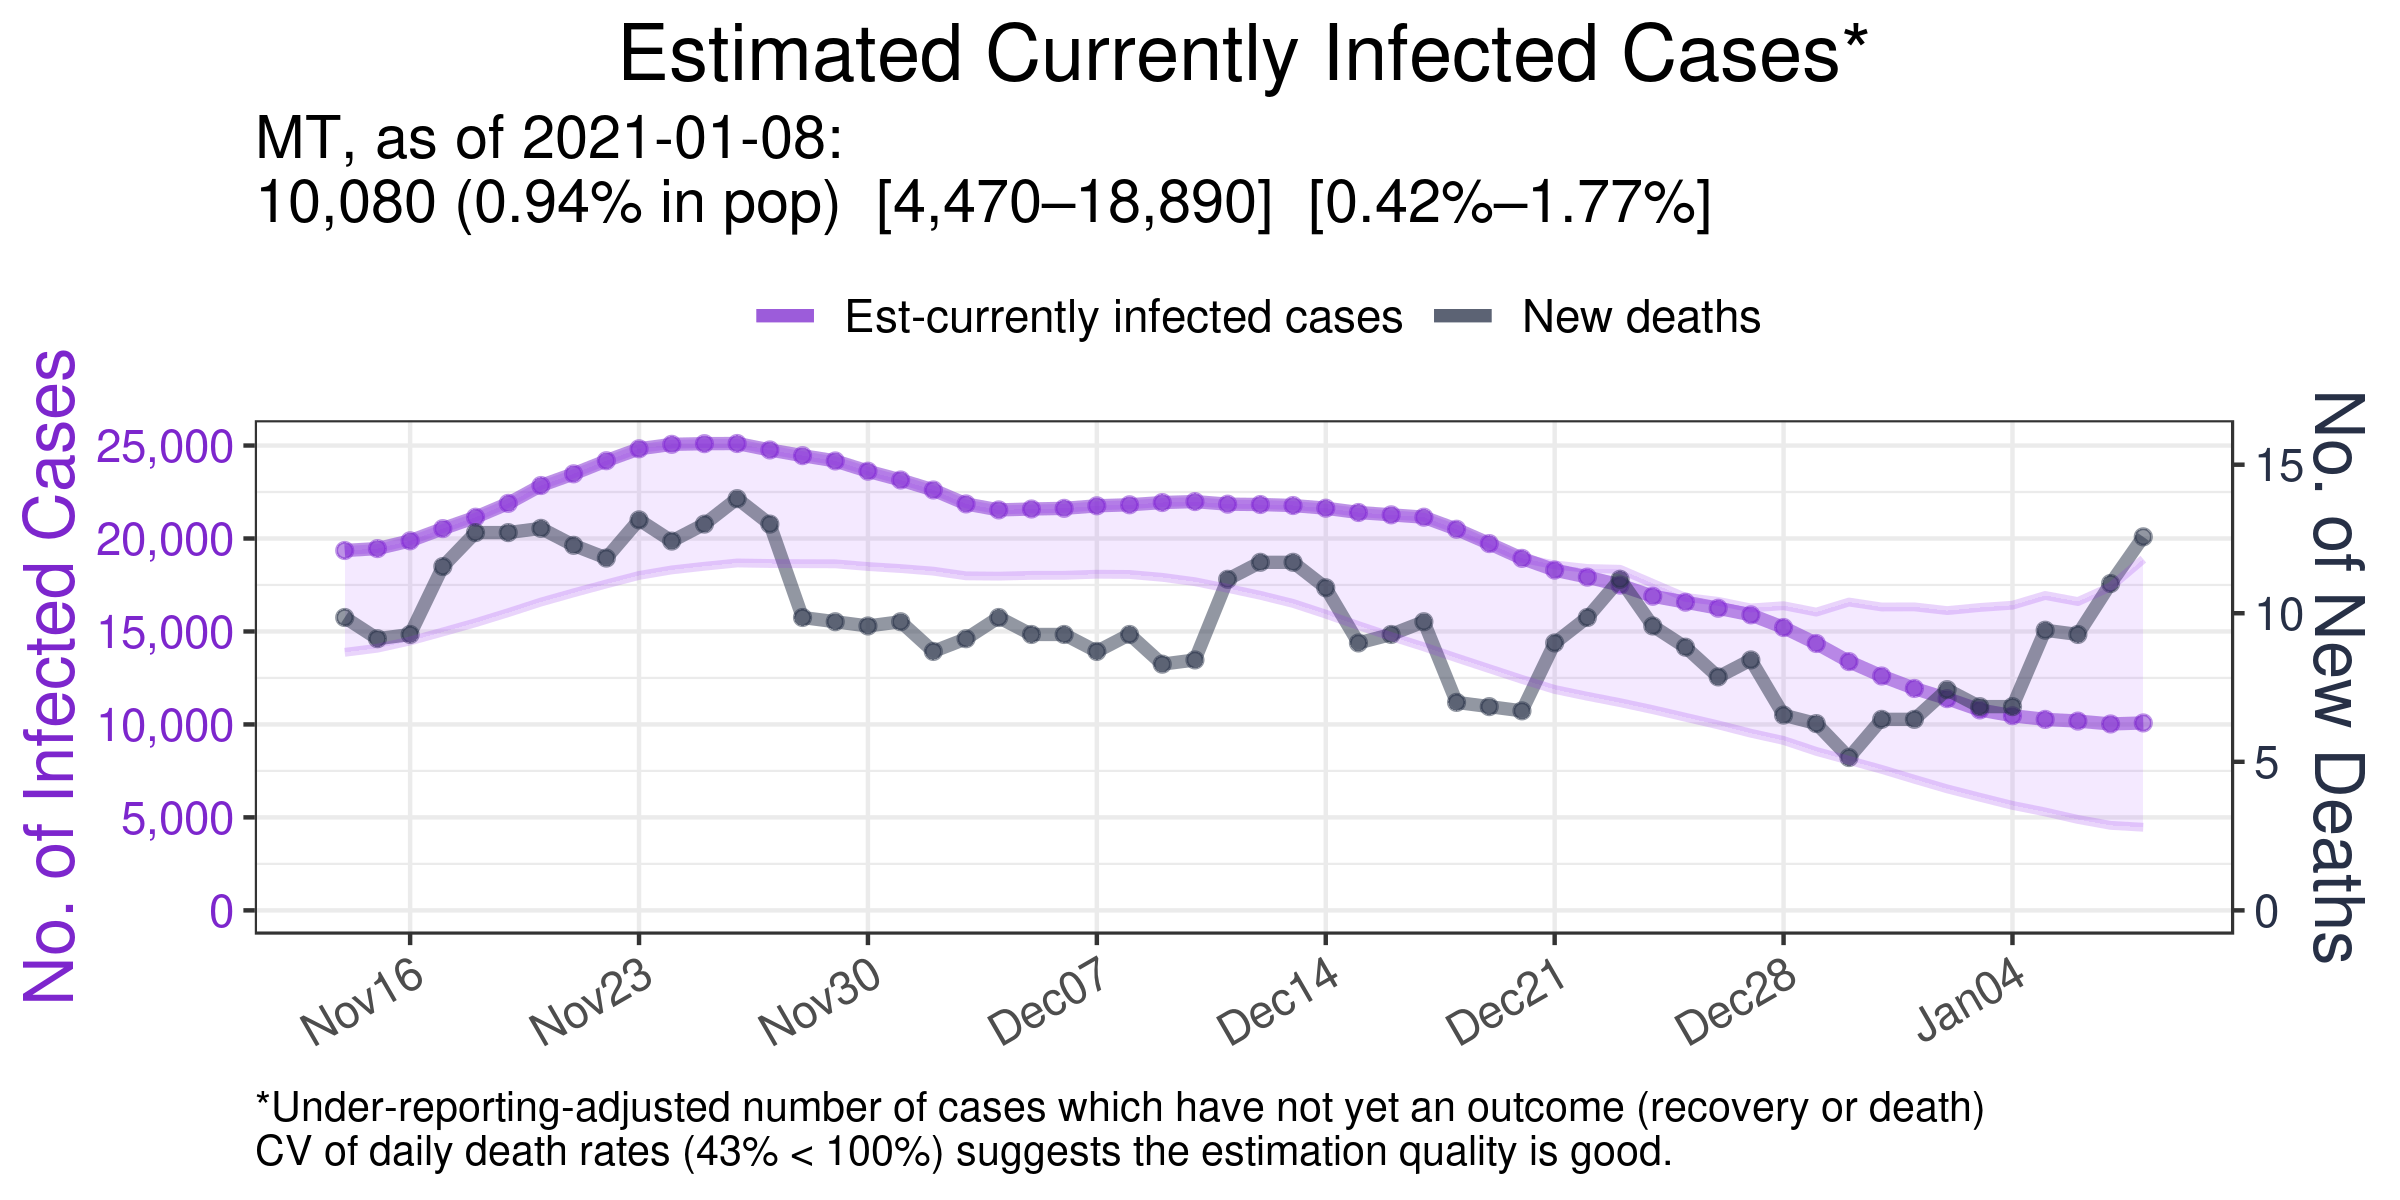 Estimated Currently Infected Cases*
MT, as of 2021-01-08:
10,080 (0.94% in pop)  [4,470–18,890]  [0.42%–1.77%]
Est-currently infected cases
New deaths
No. of Infected Cases
25,000
20,000
15,000
10,000
5,000
0
15
10
5
0
No. of New Deaths
Nov16
Nov23
Nov30
Dec07
Dec14
Dec21
Dec28
Jan04
*Under-reporting-adjusted number of cases which have not yet an outcome (recovery or death)
CV of daily death rates (43% < 100%) suggests the estimation quality is good.